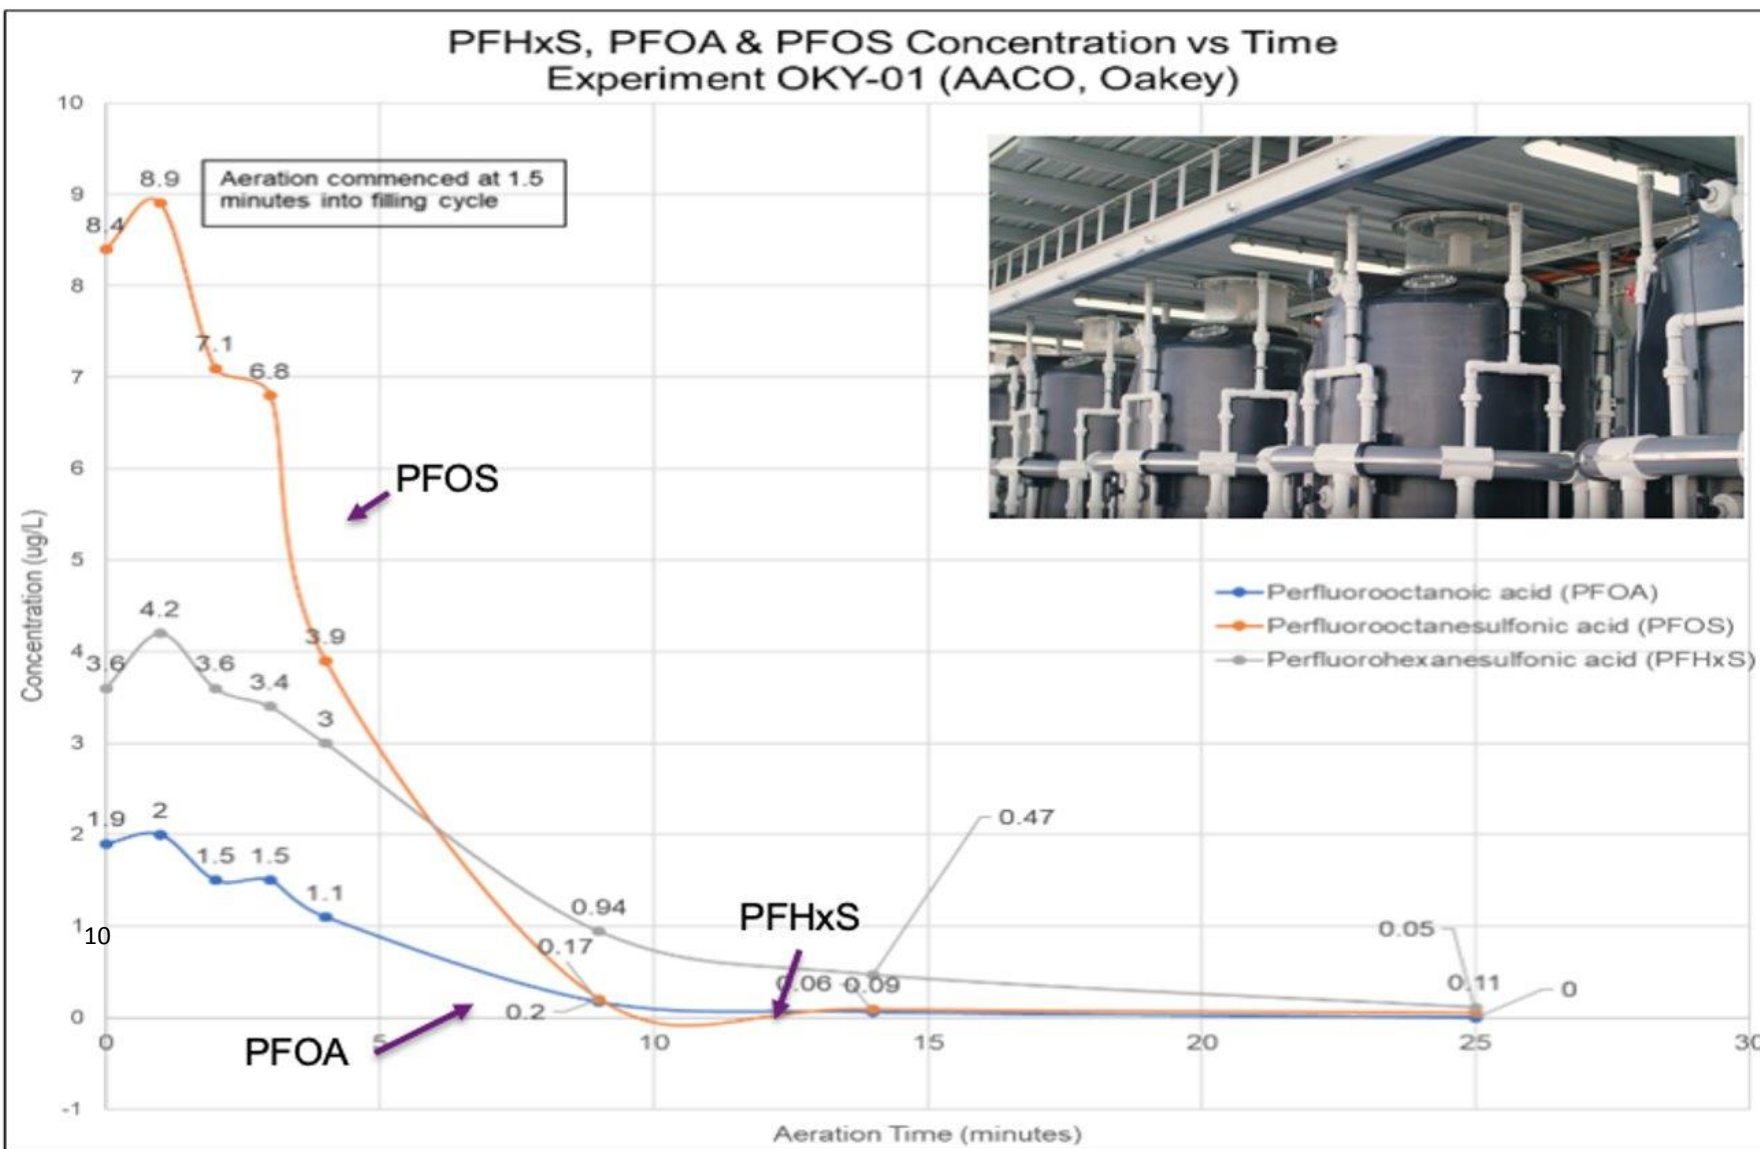 PFHxS, PFOA & PFOS Concentration vs Time
Experiment OKY-01 (AACO, Oakey)
10
9
8
7
6
5
4
3
2
1
10
0
-1
Concentration (ug/L)
Aeration commenced at 1.5
minutes into filling cycle
8.4
8.9
7.1
6.8
3.9
PFOS
3.6
4.2
3.6
3.4
3
1.9
2
1.5
1.5
1.1
0.94
0.17
0.2
PFHxS
0.47
0.06
0.09
0.05
0.11
0
PFOA
Perfluorooctanoic acid (PFOA)
Perfluorooctanesulfonic acid (PFOS)
Perfluorohexanesulfonic acid (PFHxS)
0 5 10 15 20 25 30
Aeration Time (minutes)